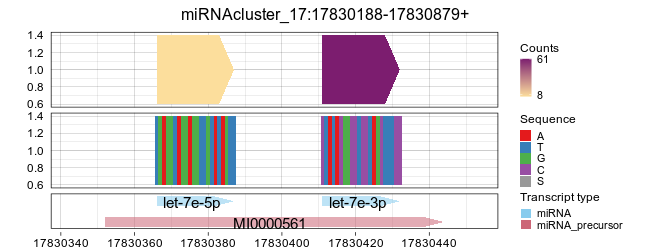 miRNAcluster_17:17830188-17830879+
1.4
1.2
1.0
0.8
0.6
1.4
1.2
1.0
0.8
0.6
let-7e-5p let-7e-3p
MI0000561
17830340 17830360 17830380 17830400 17830420 17830440
Counts
61
8
Sequence
A
T
G
C
S
Transcript type
miRNA
miRNA_precursor